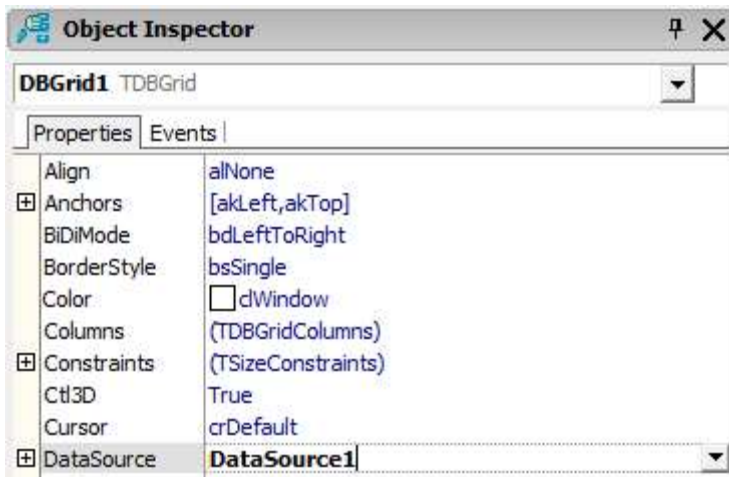 Object Inspector
DBGrid1 TDBGrid
Properties Events
Align alNone
Anchors [akLeft,akTop]
BiDiMode bdLeftToRight
BorderStyle bsSingle
Color clWindow
Columns (TDBGridColumns)
Constraints (TSizeConstraints)
Ctl3D True
Cursor crDefault
DataSource DataSource1